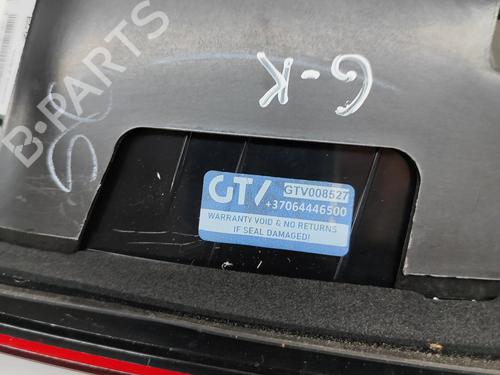 B-PARTS
G-K
GTV
GTV008527
+37064446500
WARRANTY VOID & NO RETURNS
IF SEAL DAMAGED!